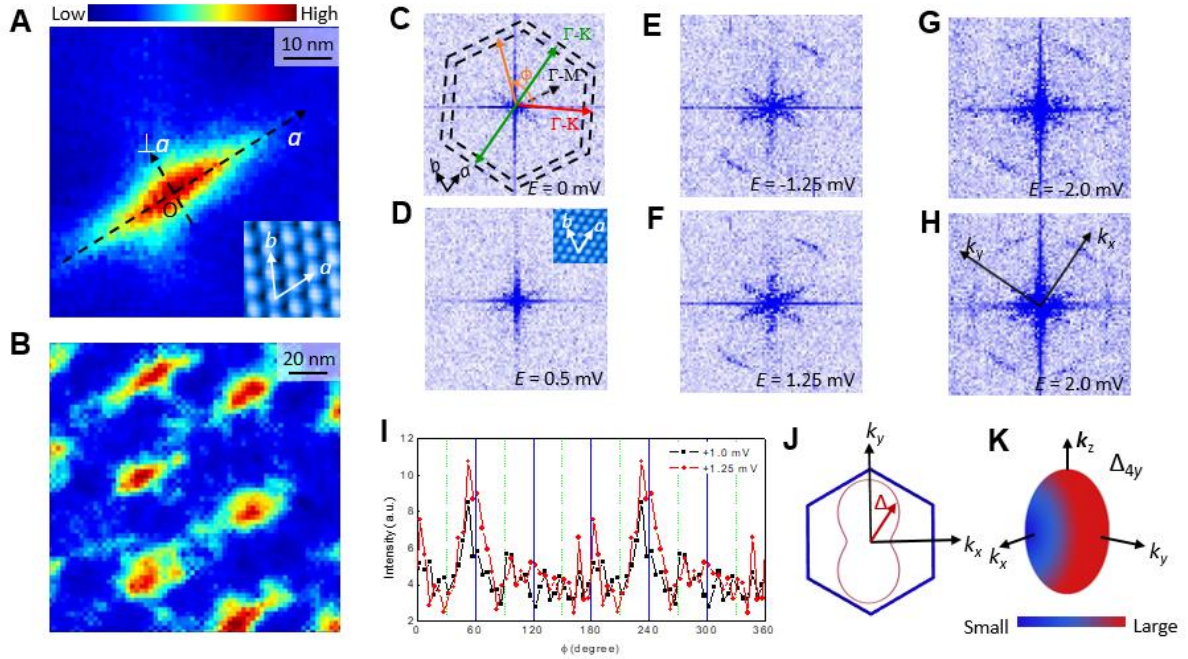 A
Low
High
10 nm
⊥a
a
O
b
a
B
20 nm
C
Γ-K
ϕ
Γ-M
Γ-K
b
a
E = 0 mV
D
b
a
E = 0.5 mV
E
E = -1.25 mV
F
E = 1.25 mV
G
E = -2.0 mV
H
ky
kx
E = 2.0 mV
I
Intensity (a.u.)
12
10
8
6
4
2
+1.0 mV
+1.25 mV
0
60
120
180
240
300
360
ϕ (degree)
J
ky
Δ
kx
K
kz
Δ4y
kx
ky
Small
Large